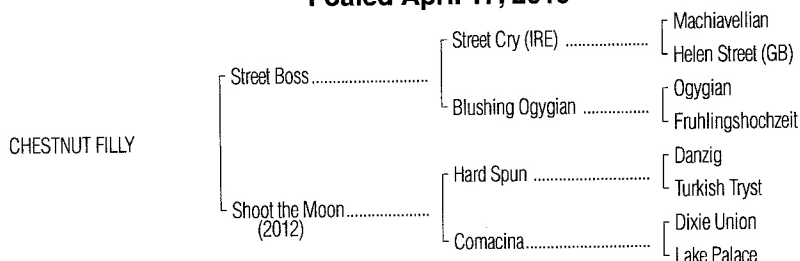 Machiavellian
Street Cry (IRE)
Helen Street (GB)
Street Boss
Ogygian
Blushing Ogygian
Fruhlingshochzeit
CHESTNUT FILLY
Danzig
Hard Spun
Turkish Tryst
Shoot the Moon
(2012)
Dixie Union
Comacina
Lake Palace